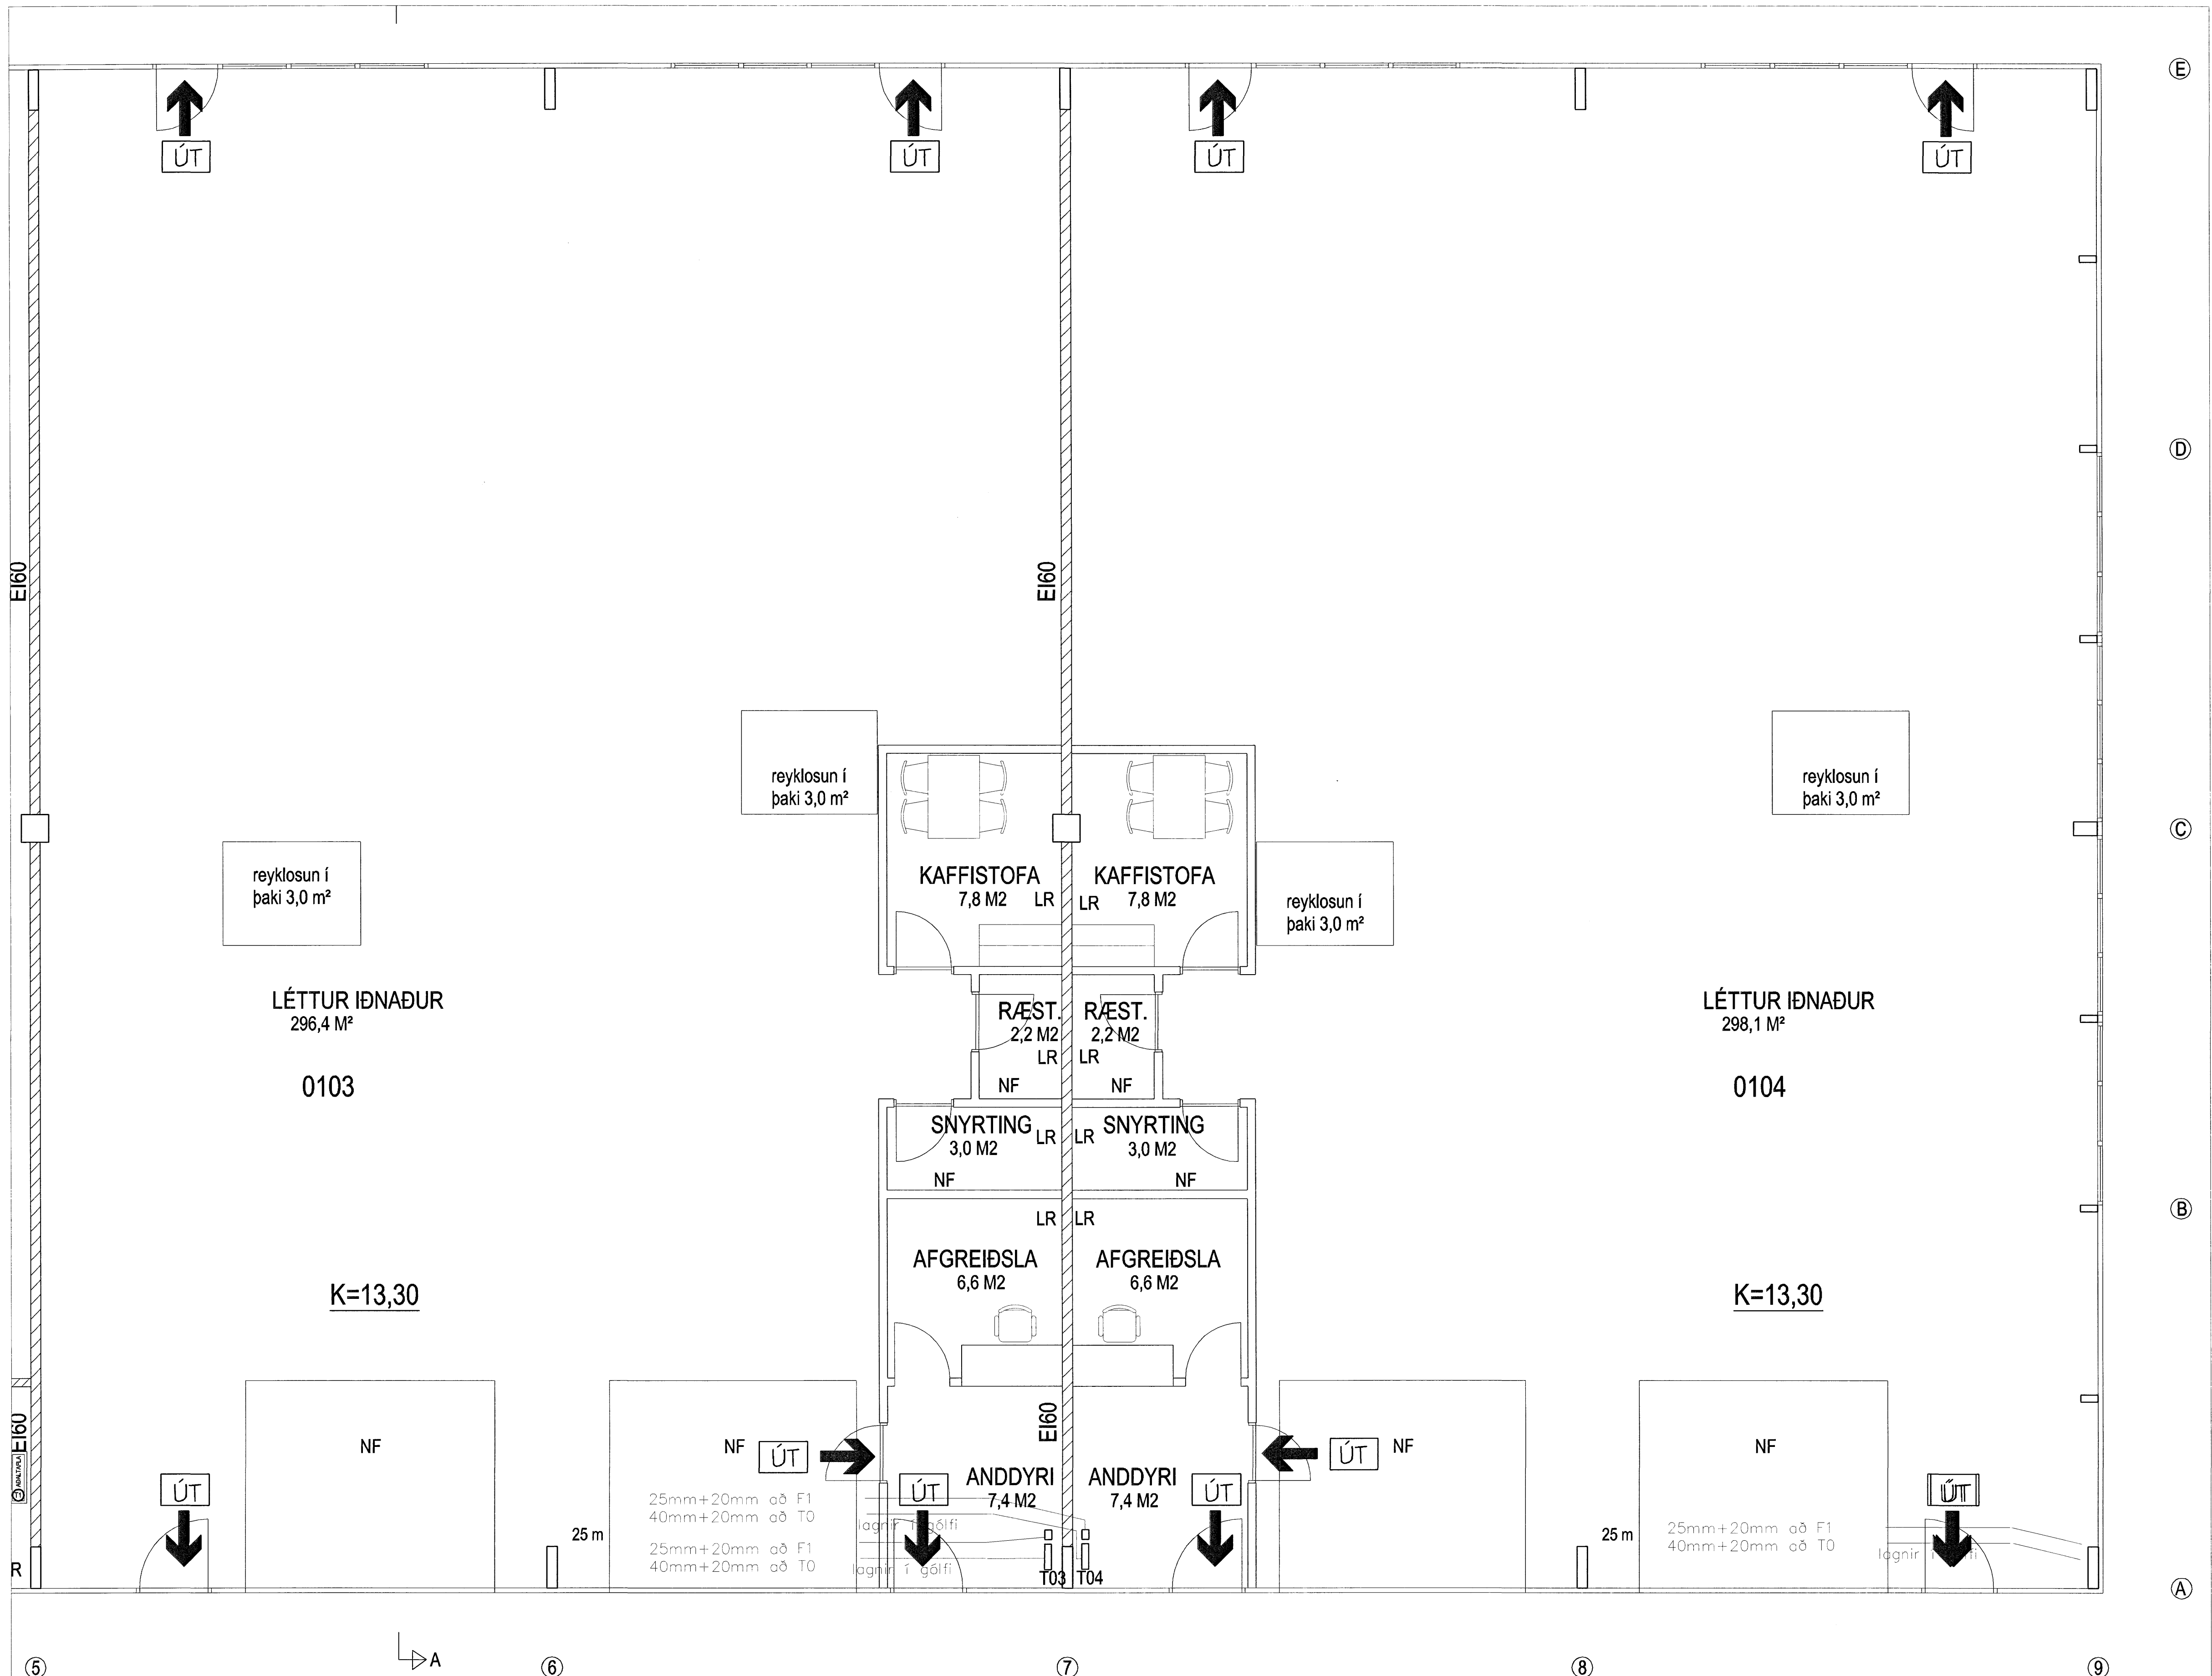 E
ÚT
ÚT
ÚT
ÚT
D
EI60
EI60
reyklosun í
þaki 3,0 m²
reyklosun í
þaki 3,0 m²
C
reyklosun í
þaki 3,0 m²
KAFFISTOFA
7,8 M2
LR
KAFFISTOFA
7,8 M2
LR
reyklosun í
þaki 3,0 m²
LÉTTUR IÐNAÐUR
296,4 M²
0103
RÆST.
2,2 M2
LR
NF
RÆST.
2,2 M2
LR
NF
LÉTTUR IÐNAÐUR
298,1 M²
0104
SNYRTING
3,0 M2
LR
NF
SNYRTING
3,0 M2
LR
NF
B
LR
LR
AFGREIÐSLA
6,6 M2
AFGREIÐSLA
6,6 M2
K=13,30
K=13,30
EI60
EI60
NF
NF
ÚT
ÚT
NF
NF
AÐALTAFLA
ÚT
ÚT
ANDDYRI
7,4 M2
ANDDYRI
7,4 M2
ÚT
ÚT
25mm+20mm að F1
40mm+20mm að T0
lagnir í gólfi
25 m
25mm+20mm að F1
40mm+20mm að T0
lagnir í gólfi
25 m
25mm+20mm að F1
40mm+20mm að T0
lagnir
R
T03
T04
A
A
5
6
7
8
9